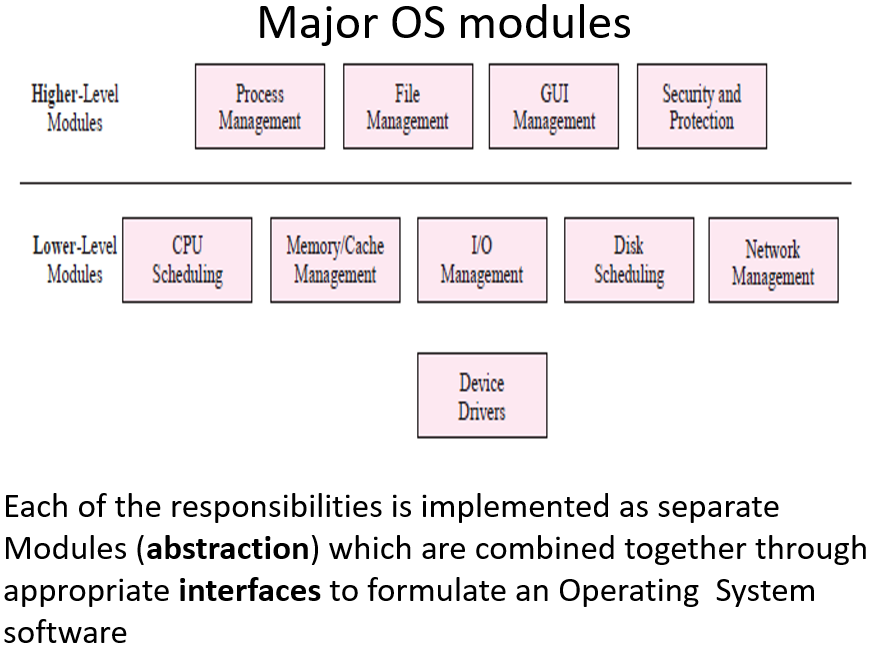 Major OS modules
Higher-Level
Modules
Process
Management
File
Management
GUI
Management
Security and
Protection
Lower-Level
Modules
CPU
Scheduling
Memory/Cache
Management
I/O
Management
Disk
Scheduling
Network
Management
Device
Drivers
Each of the responsibilities is implemented as separate
Modules (abstraction) which are combined together through
appropriate interfaces to formulate an Operating  System
software